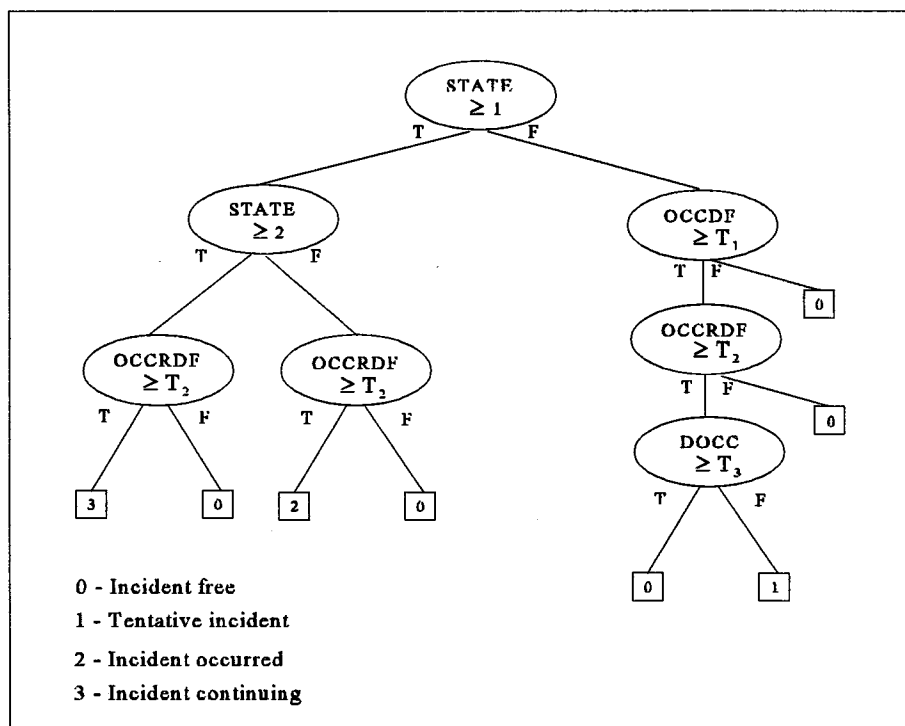 STATE
≥ 1
T F
STATE
≥ 2
T F
OCCDF
≥ T₁
T F
0
OCCRDF
≥ T₂
T F
OCCRDF
≥ T₂
T F
OCCRDF
≥ T₂
T F
0
DOCC
≥ T₃
T F
3
0
2
0
0
1
0 - Incident free
1 - Tentative incident
2 - Incident occurred
3 - Incident continuing